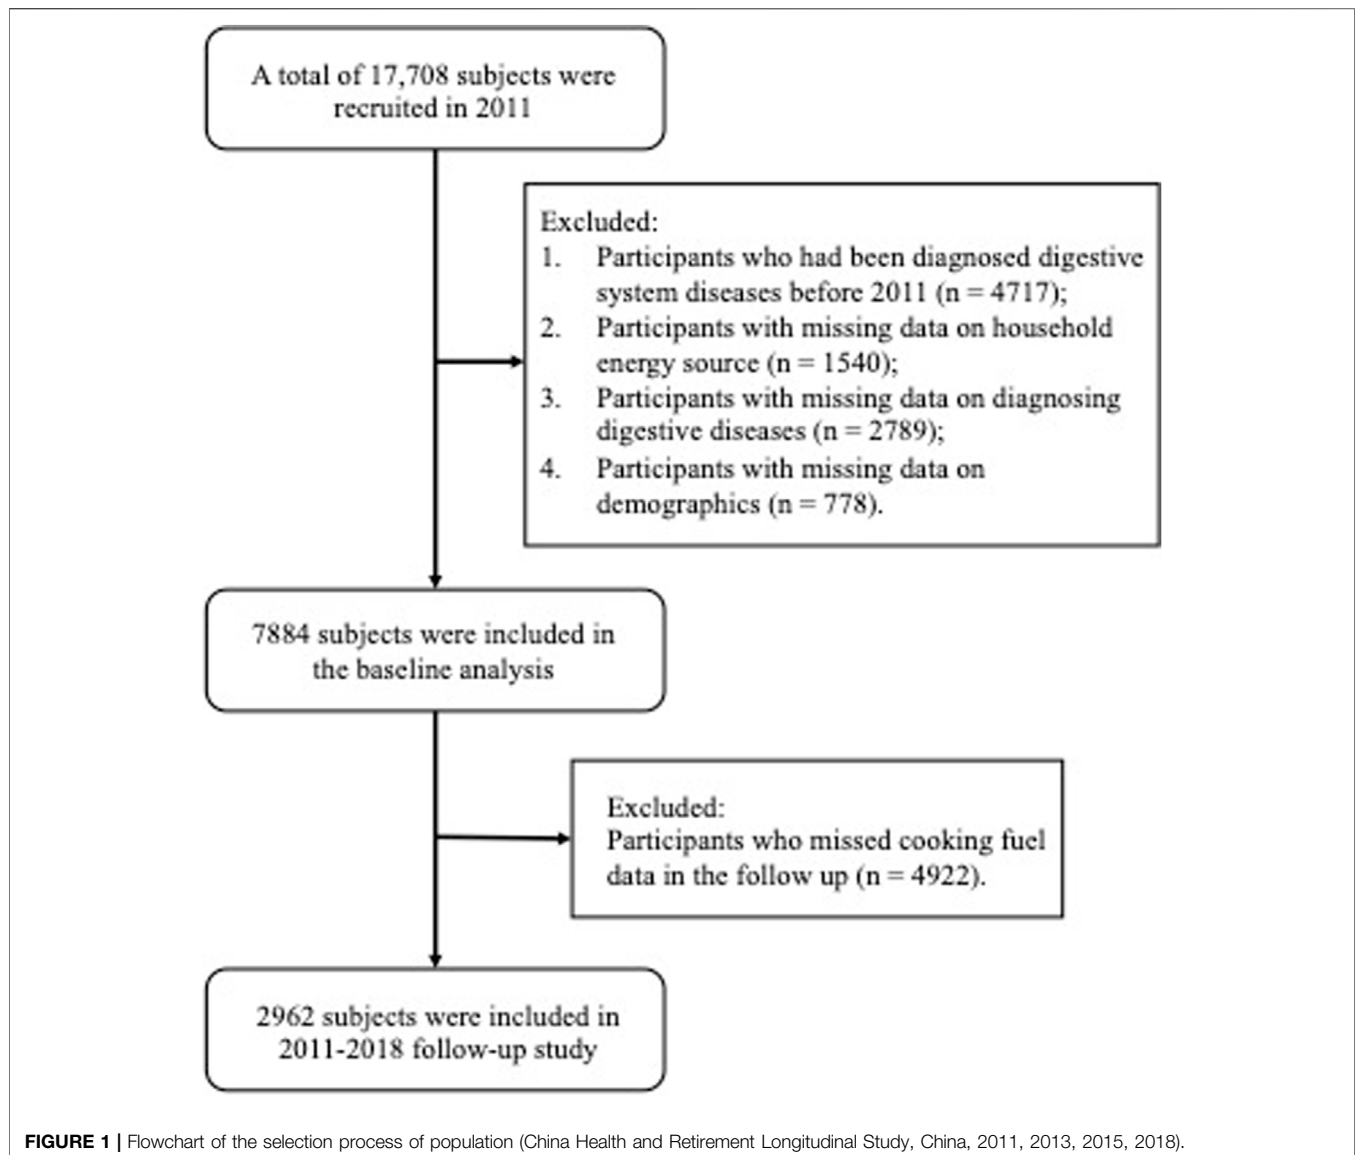 A total of 17,708 subjects were
recruited in 2011
Excluded:
1. Participants who had been diagnosed digestive
system diseases before 2011 (n = 4717);
2. Participants with missing data on household
energy source (n = 1540);
3. Participants with missing data on diagnosing
digestive diseases (n = 2789);
4. Participants with missing data on
demographics (n = 778).
7884 subjects were included in
the baseline analysis
Excluded:
Participants who missed cooking fuel
data in the follow up (n = 4922).
2962 subjects were included in
2011-2018 follow-up study
FIGURE 1 | Flowchart of the selection process of population (China Health and Retirement Longitudinal Study, China, 2011, 2013, 2015, 2018).